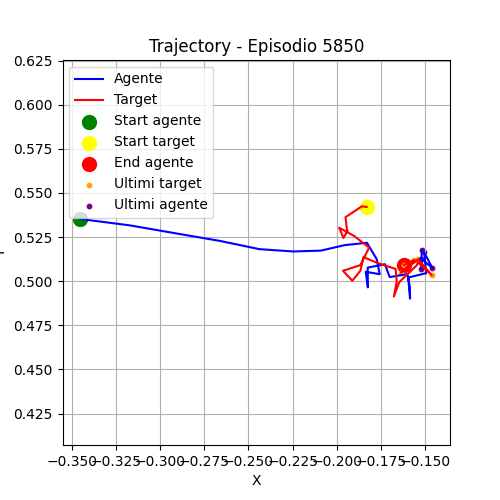 Trajectory - Episodio 5850
Agente
Target
Start agente
Start target
End agente
Ultimi target
Ultimi agente
0.625
0.600
0.575
0.550
0.525
0.500
0.475
0.450
0.425
−0.350 −0.325 −0.300 −0.275 −0.250 −0.225 −0.200 −0.175 −0.150
X